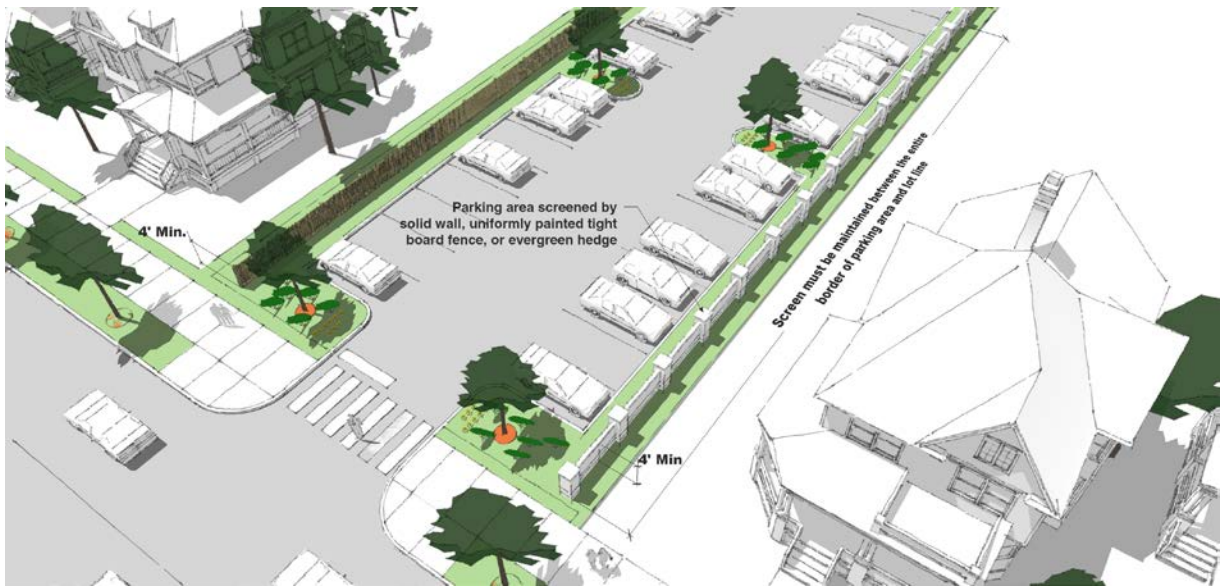 4' Min.
Parking area screened by
solid wall, uniformly painted tight
board fence, or evergreen hedge
Screen must be maintained between the entire
border of parking area and lot line
4' Min